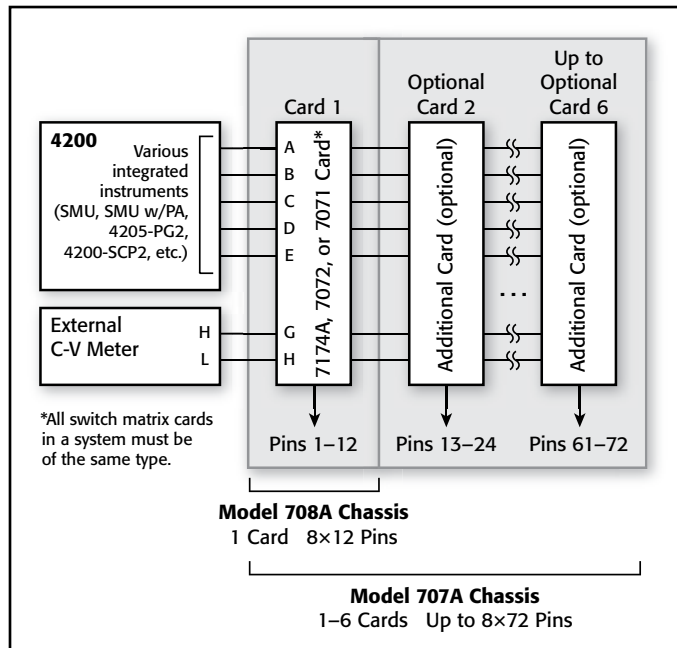 Card 1
Optional
Card 2
Up to
Optional
Card 6
4200
Various
integrated
instruments
(SMU, SMU w/PA,
4205-PG2,
4200-SCP2, etc.)
A
B
C
D
E
G
H
7174A, 7072, or 7071 Card*
Additional Card (optional)
...
Additional Card (optional)
External
C-V Meter
H
L
*All switch matrix cards
in a system must be
of the same type.
Pins 1–12
Pins 13–24
Pins 61–72
Model 708A Chassis
1 Card 8×12 Pins
Model 707A Chassis
1–6 Cards Up to 8×72 Pins